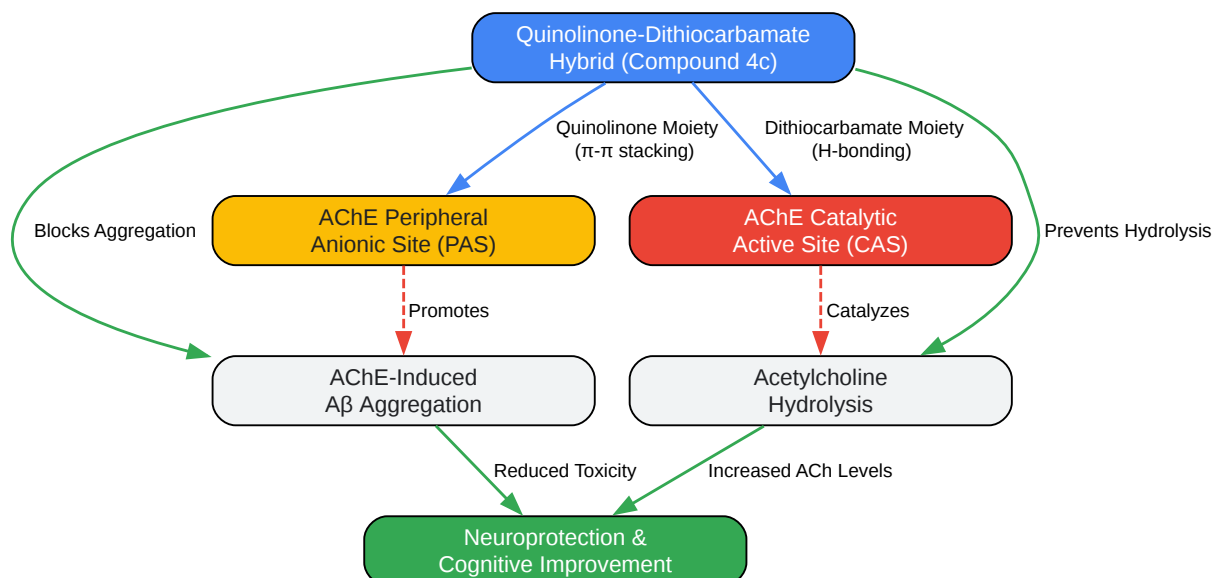 Quinolinone-Dithiocarbamate
Hybrid (Compound 4c)
Quinolinone Moiety
(π-π stacking)
Dithiocarbamate Moiety
(H-bonding)
AChE Peripheral
Anionic Site (PAS)
AChE Catalytic
Active Site (CAS)
Blocks Aggregation
Prevents Hydrolysis
Promotes
Catalyzes
AChE-Induced
Aβ Aggregation
Acetylcholine
Hydrolysis
Reduced Toxicity
Increased ACh Levels
Neuroprotection &
Cognitive Improvement